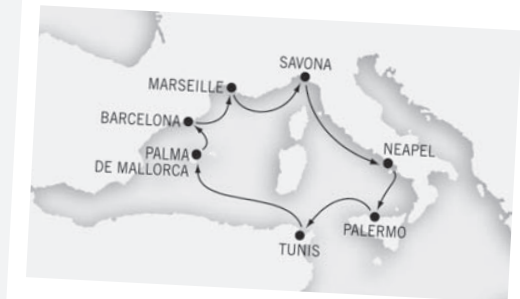 SAVONA
MARSEILLE
BARCELONA
NEAPEL
PALMA
DE MALLORCA
PALERMO
TUNIS